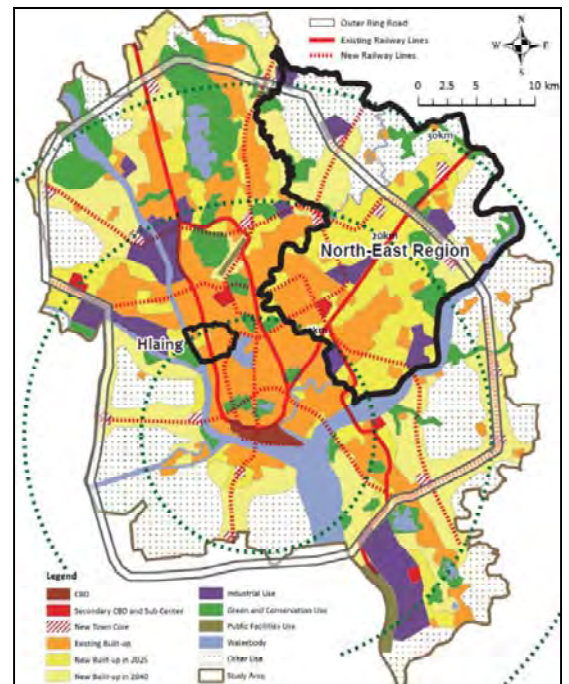 Outer Ring Road
Existing Railway Lines
New Railway Lines
N
W E
S
0 2.5 5 10 km
30km
20km
North-East Region
Hlaing
Legend
CBD
Secondary CBD and Sub Center
New Town Core
Existing Built-up
New Built-up in 2025
New Built-up in 2040
Industrial Use
Green and Conservation Use
Public Facilities Use
Waterbody
Other Use
Study Area